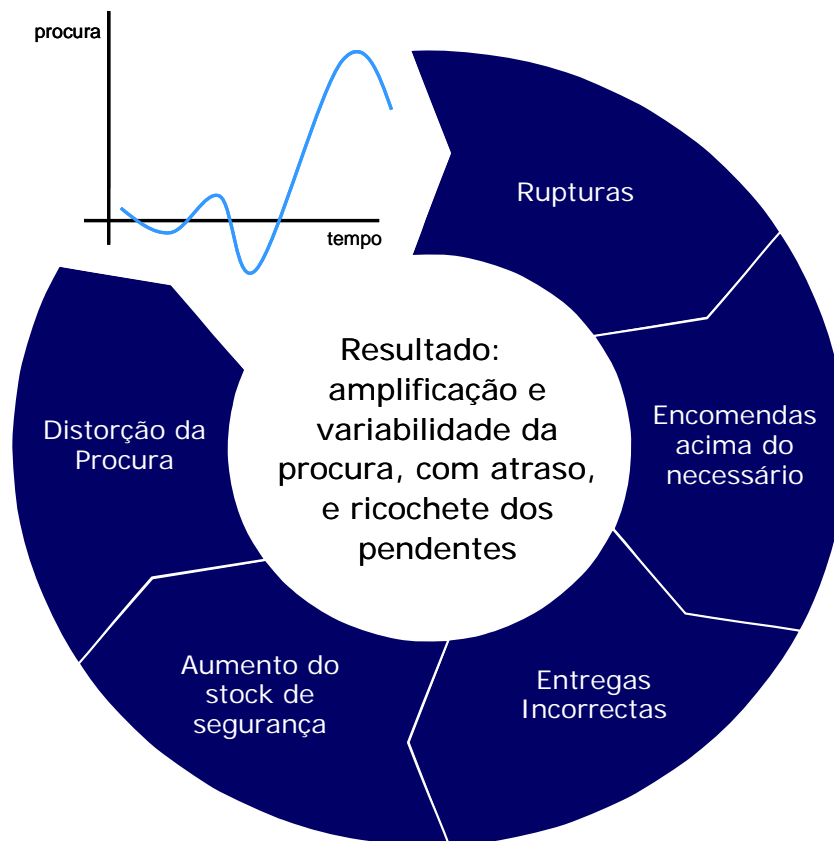 procura
tempo
Rupturas
Encomendas
acima do
necessário
Entregas
Incorrectas
Aumento do
stock de
segurança
Distorção da
Procura
Resultado:
amplificação e
variabilidade da
procura, com atraso,
e ricochete dos
pendentes